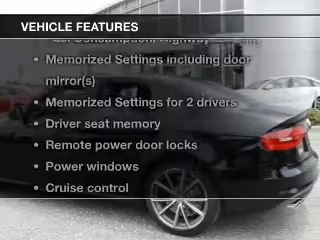 VEHICLE FEATURES
• Memorized Settings including door
mirror(s)
• Memorized Settings for 2 drivers
• Driver seat memory
• Remote power door locks
• Power windows
• Cruise control